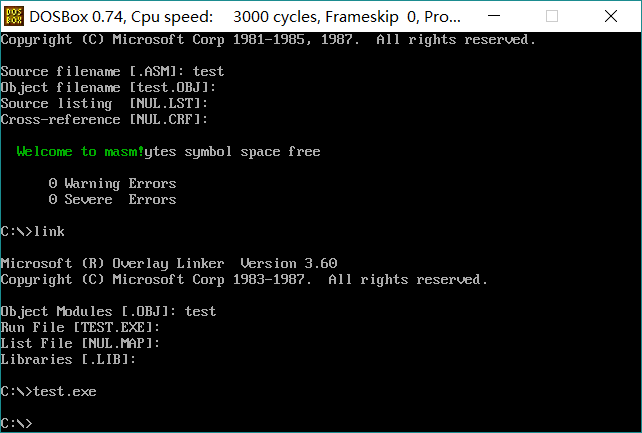 DOSBox 0.74, Cpu speed: 3000 cycles, Frameskip 0, Pro...
Copyright (C) Microsoft Corp 1981-1985, 1987. All rights reserved.
Source filename [.ASM]: test
Object filename [test.OBJ]:
Source listing [NUL.LST]:
Cross-reference [NUL.CRF]:
Welcome to masm!ytes symbol space free
0 Warning Errors
0 Severe Errors
C:\>link
Microsoft (R) Overlay Linker Version 3.60
Copyright (C) Microsoft Corp 1983-1987. All rights reserved.
Object Modules [.OBJ]: test
Run File [TEST.EXE]:
List File [NUL.MAP]:
Libraries [.LIB]:
C:\>test.exe
C:\>